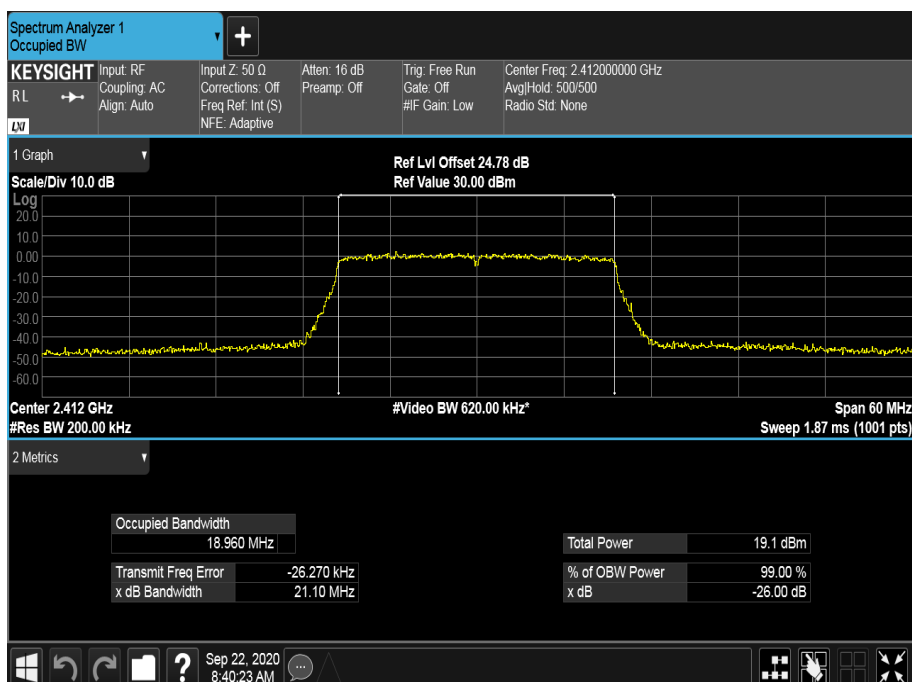 Spectrum Analyzer 1
Occupied BW
+
KEYSIGHT
RL
LXI
Input: RF
Coupling: AC
Align: Auto
Input Z: 50 Ω
Corrections: Off
Freq Ref: Int (S)
NFE: Adaptive
Atten: 16 dB
Preamp: Off
Trig: Free Run
Gate: Off
#IF Gain: Low
Center Freq: 2.412000000 GHz
Avg|Hold: 500/500
Radio Std: None
1 Graph
Ref Lvl Offset 24.78 dB
Scale/Div 10.0 dB
Ref Value 30.00 dBm
Log
20.0
10.0
0.00
-10.0
-20.0
-30.0
-40.0
-50.0
-60.0
Center 2.412 GHz
#Video BW 620.00 kHz*
Span 60 MHz
#Res BW 200.00 kHz
Sweep 1.87 ms (1001 pts)
2 Metrics
Occupied Bandwidth
18.960 MHz
Total Power 19.1 dBm
Transmit Freq Error -26.270 kHz
% of OBW Power 99.00 %
x dB Bandwidth 21.10 MHz
x dB -26.00 dB
?
Sep 22, 2020
8:40:23 AM
...